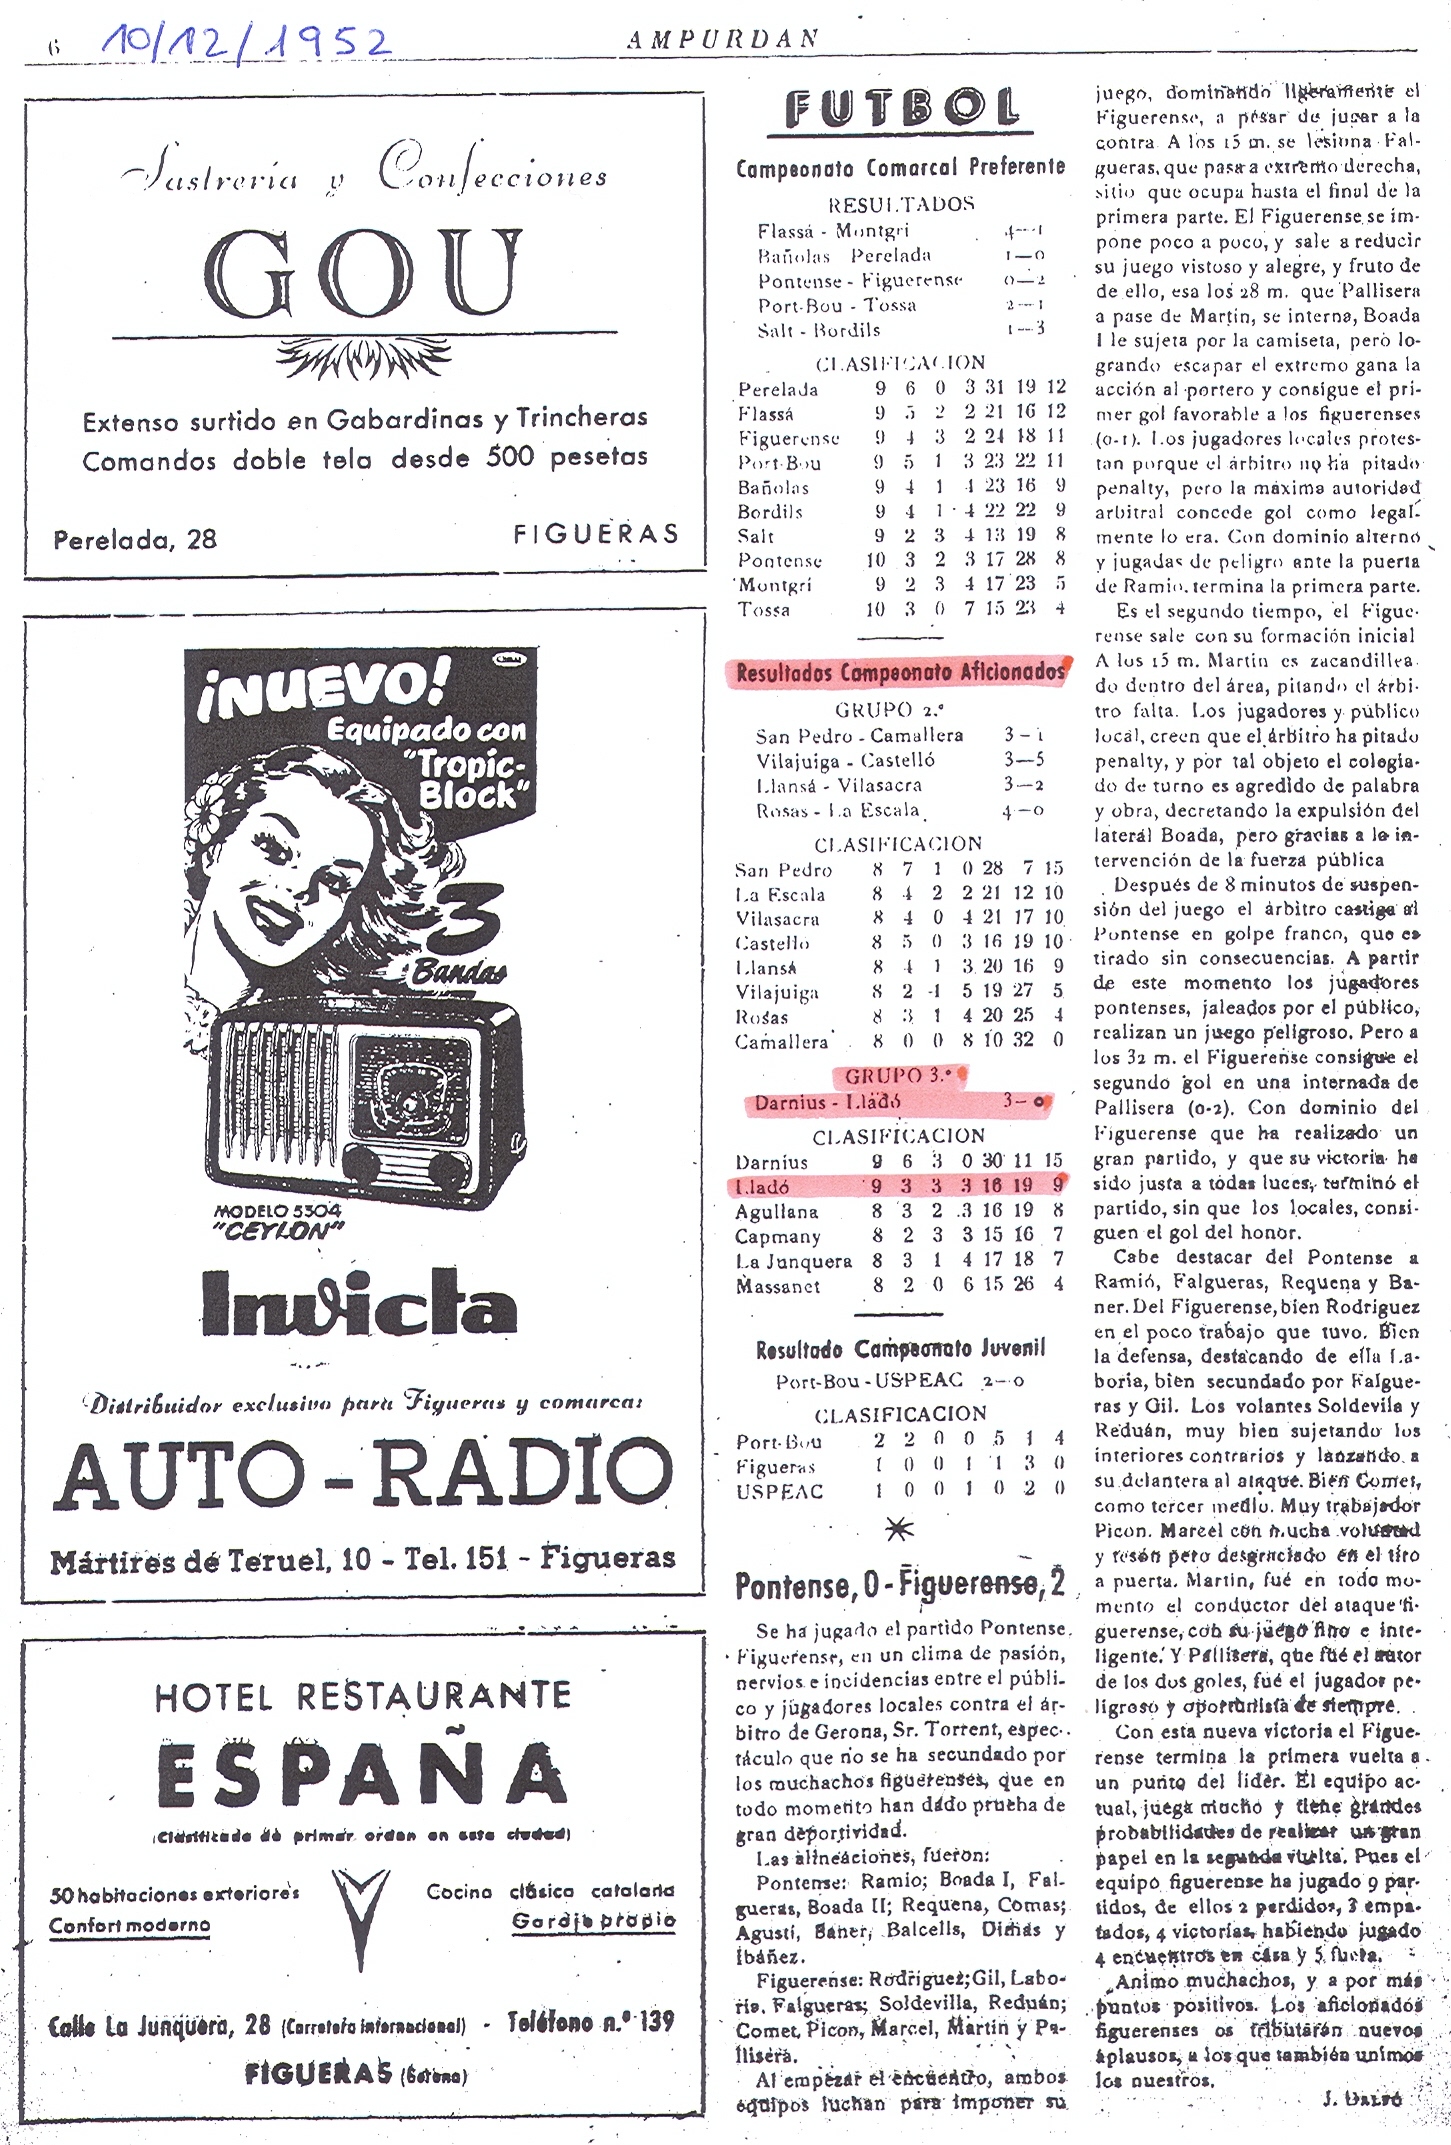 6 10/12/1952 AMPURDAN
Sastrería y Confecciones
GOU
Extenso surtido en Gabardinas y Trincheras
Comandos doble tela desde 500 pesetas
Perelada, 28 FIGUERAS
¡NUEVO!
Equipado con
"Tropic-
Block"
3
Bandas
MODELO 5304
"CEYLON"
Invicta
Distribuidor exclusivo para Figueras y comarca:
AUTO-RADIO
Mártires de Teruel, 10 - Tel. 151 - Figueras
HOTEL RESTAURANTE
ESPAÑA
(Clasificado de primer orden en esta ciudad)
50 habitaciones exteriores
Confort moderno
Cocina clásica catalana
Garaje propio
Calle La Junquera, 28 (Carretera internacional) - Teléfono n.º 139
FIGUERAS (Gerona)
FUTBOL
Campeonato Comarcal Preferente
RESULTADOS
Flassá - Montgrí 4—1
Bañolas Perelada 1—0
Pontense - Figuerense 0—2
Port-Bou - Tossa 2—1
Salt - Bordils 1—3
CLASIFICACION
Perelada 9 6 0 3 31 19 12
Flassá 9 5 2 2 21 16 12
Figuerense 9 4 3 2 24 18 11
Port-Bou 9 5 1 3 23 22 11
Bañolas 9 4 1 4 23 16 9
Bordils 9 4 1 4 22 22 9
Salt 9 2 3 4 13 19 8
Pontense 10 3 2 3 17 28 8
Montgrí 9 2 3 4 17 23 5
Tossa 10 3 0 7 15 23 4
Resultados Campeonato Aficionados
GRUPO 2.º
San Pedro - Camallera 3-1
Vilajuiga - Castelló 3—5
Llansá - Vilasacra 3—2
Rosas - La Escala 4—0
CLASIFICACION
San Pedro 8 7 1 0 28 7 15
La Escala 8 4 2 2 21 12 10
Vilasacra 8 4 0 4 21 17 10
Castello 8 5 0 3 16 19 10
Llansá 8 4 1 3 20 16 9
Vilajuiga 8 2 1 5 19 27 5
Rosas 8 3 1 4 20 25 4
Camallera 8 0 0 8 10 32 0
GRUPO 3.º
Darnius - Lladó 3-0
CLASIFICACION
Darnius 9 6 3 0 30 11 15
Lladó 9 3 3 3 16 19 9
Agullana 8 3 2 3 16 19 8
Capmany 8 2 3 3 15 16 7
La Junquera 8 3 1 4 17 18 7
Massanet 8 2 0 6 15 26 4
Resultado Campeonato Juvenil
Port-Bou - USPEAC 2-0
CLASIFICACION
Port-Bou 2 2 0 0 5 1 4
Figueras 1 0 0 1 1 3 0
USPEAC 1 0 0 1 0 2 0
Pontense, 0 - Figuerense, 2
Se ha jugado el partido Pontense.
Figuerense, en un clima de pasión,
nervios e incidencias entre el públi-
co y jugadores locales contra el ár-
bitro de Gerona, Sr. Torrent, espec-
táculo que no se ha secundado por
los muchachos figuerenses, que en
todo momento han dado prueba de
gran deportividad.
Las alineaciones, fueron:
Pontense: Ramio; Boada I, Fal-
gueras, Boada II; Requena, Comas;
Agustí, Baner, Balcells, Dimás y
Ibáñez.
Figuerense: Rodríguez; Gil, Labo-
ria, Falgueras; Soldevilla, Reduán;
Comet, Picon, Marcel, Martin y Pa-
llisera.
Al empezar el encuentro, ambos
equipos luchan para imponer su
juego, dominando ligeramente el
Figuerense, a pesar de jugar a la
contra A los 15 m. se lesiona Fal-
gueras, que pasa a extremo derecha,
sitio que ocupa hasta el final de la
primera parte. El Figuerense se im-
pone poco a poco, y sale a reducir
su juego vistoso y alegre, y fruto de
de ello, esa los 28 m. que Pallisera
a pase de Martin, se interna, Boada
I le sujeta por la camiseta, pero lo-
grando escapar el extremo gana la
acción al portero y consigue el pri-
mer gol favorable a los figuerenses
(0-1). Los jugadores locales protes-
tan porque el árbitro no ha pitado
penalty, pero la máxima autoridad
arbitral concede gol como legal-
mente lo era. Con dominio alterno
y jugadas de peligro ante la puerta
de Ramio. termina la primera parte.
Es el segundo tiempo, el Figue-
rense sale con su formación inicial
A los 15 m. Martin es zacandillea-
do dentro del área, pitando el árbi-
tro falta. Los jugadores y público
local, creen que el árbitro ha pitado
penalty, y por tal objeto el colegia-
do de turno es agredido de palabra
y obra, decretando la expulsión del
lateral Boada, pero gracias a la in-
tervención de la fuerza pública
Después de 8 minutos de suspen-
sión del juego el árbitro castiga al
Pontense en golpe franco, que es
tirado sin consecuencias. A partir
de este momento los jugadores
pontenses, jaleados por el público,
realizan un juego peligroso. Pero a
los 32 m. el Figuerense consigue el
segundo gol en una internada de
Pallisera (0-2). Con dominio del
Figuerense que ha realizado un
gran partido, y que su victoria ha
sido justa a todas luces, terminó el
partido, sin que los locales, consi-
guen el gol del honor.
Cabe destacar del Pontense a
Ramió, Falgueras, Requena y Ba-
ner. Del Figuerense, bien Rodriguez
en el poco trabajo que tuvo. Bien
la defensa, destacando de ella La-
boria, bien secundado por Falgue-
ras y Gil. Los volantes Soldevila y
Reduán, muy bien sujetando los
interiores contrarios y lanzando a
su delantera al ataque. Bien Comet,
como tercer medio. Muy trabajador
Picon. Marcel con mucha voluntad
y tesón pero desgraciado en el tiro
a puerta. Martin, fué en todo mo-
mento el conductor del ataque fi-
guerense, con su juego fino e inte-
ligente. Y Pallisera, que fué el autor
de los dos goles, fué el jugador pe-
ligroso y oportunista de siempre.
Con esta nueva victoria el Figue-
rense termina la primera vuelta a
un punto del lider. El equipo ac-
tual, juega mucho y tiene grandes
probabilidades de realizar un gran
papel en la segunda vuelta. Pues el
equipo figuerense ha jugado 9 par-
tidos, de ellos 2 perdidos, 3 empa-
tados, 4 victorias, habiendo jugado
4 encuentros en casa y 5 fuera.
Animo muchachos, y a por más
puntos positivos. Los aficionados
figuerenses os tributarán nuevos
aplausos, a los que también unimos
los nuestros.
J. DALFÓ